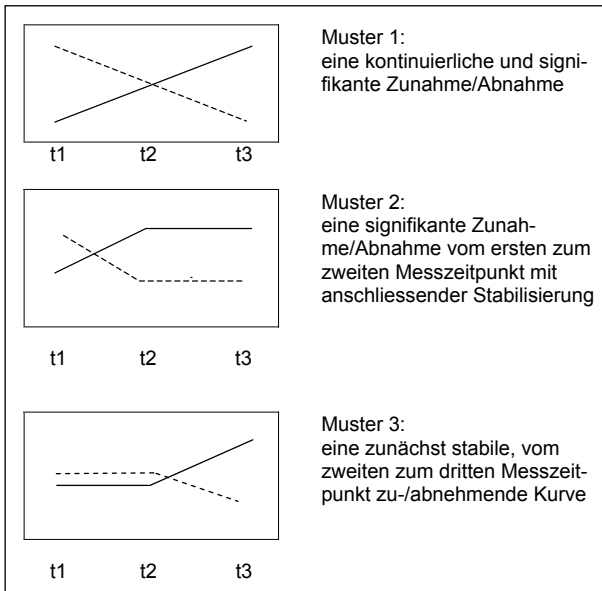 Muster 1:
eine kontinuierliche und signi-
fikante Zunahme/Abnahme
t1 t2 t3
Muster 2:
eine signifikante Zunah-
me/Abnahme vom ersten zum
zweiten Messzeitpunkt mit
anschliessender Stabilisierung
t1 t2 t3
Muster 3:
eine zunächst stabile, vom
zweiten zum dritten Messzeit-
punkt zu-/abnehmende Kurve
t1 t2 t3